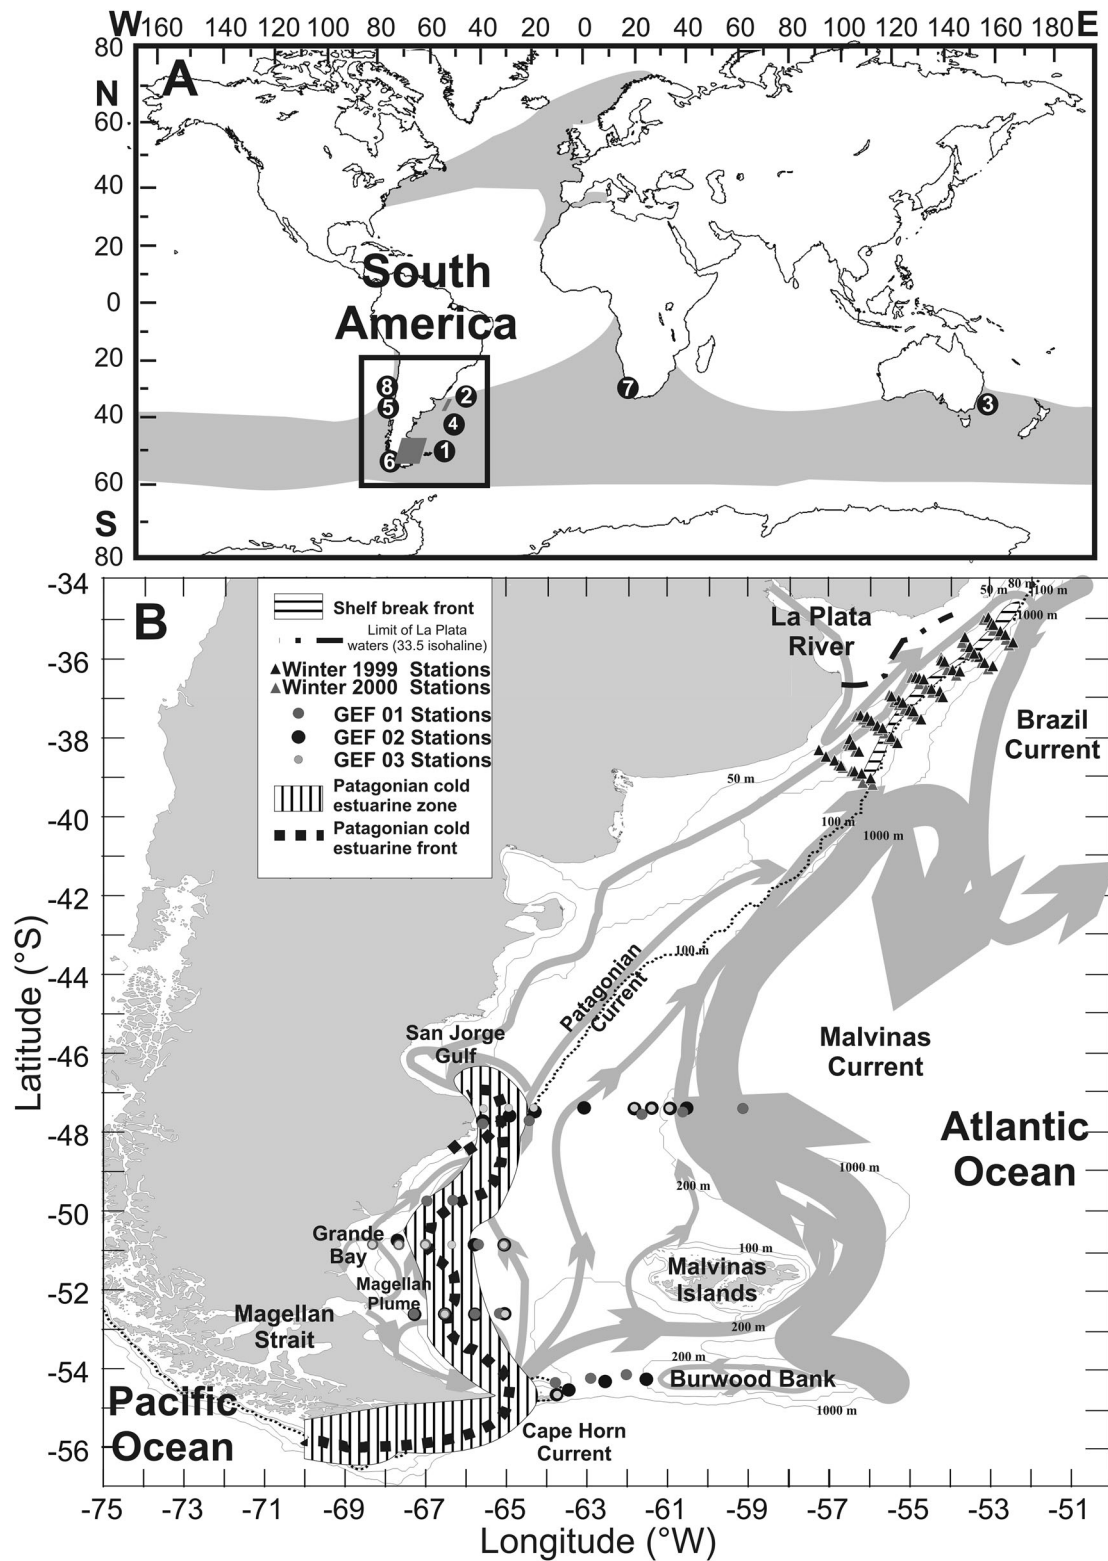 W 160 140 120 100 80 60 40 20 0 20 40 60 80 100 120 140 160 180 E
80
A
N
60
40
20
0
20
40
60
S
80
South
America
8
5
6
2
4
1
7
3
-34
-36
-38
-40
-42
-44
-46
-48
-50
-52
-54
-56
Latitude (°S)
B
Shelf break front
Limit of La Plata
waters (33.5 isohaline)
Winter 1999 Stations
Winter 2000 Stations
GEF 01 Stations
GEF 02 Stations
GEF 03 Stations
Patagonian cold
estuarine zone
Patagonian cold
estuarine front
La Plata
River
50 m
80 m
100 m
1000 m
Brazil
Current
50 m
100 m
1000 m
100 m
Patagonian
Current
San Jorge
Gulf
Malvinas
Current
Atlantic
Ocean
1000 m
200 m
Grande
Bay
Magellan
Plume
Magellan
Strait
100 m
Malvinas
Islands
200 m
200 m
Burwood Bank
1000 m
Pacific
Ocean
Cape Horn
Current
-75 -73 -71 -69 -67 -65 -63 -61 -59 -57 -55 -53 -51
Longitude (°W)